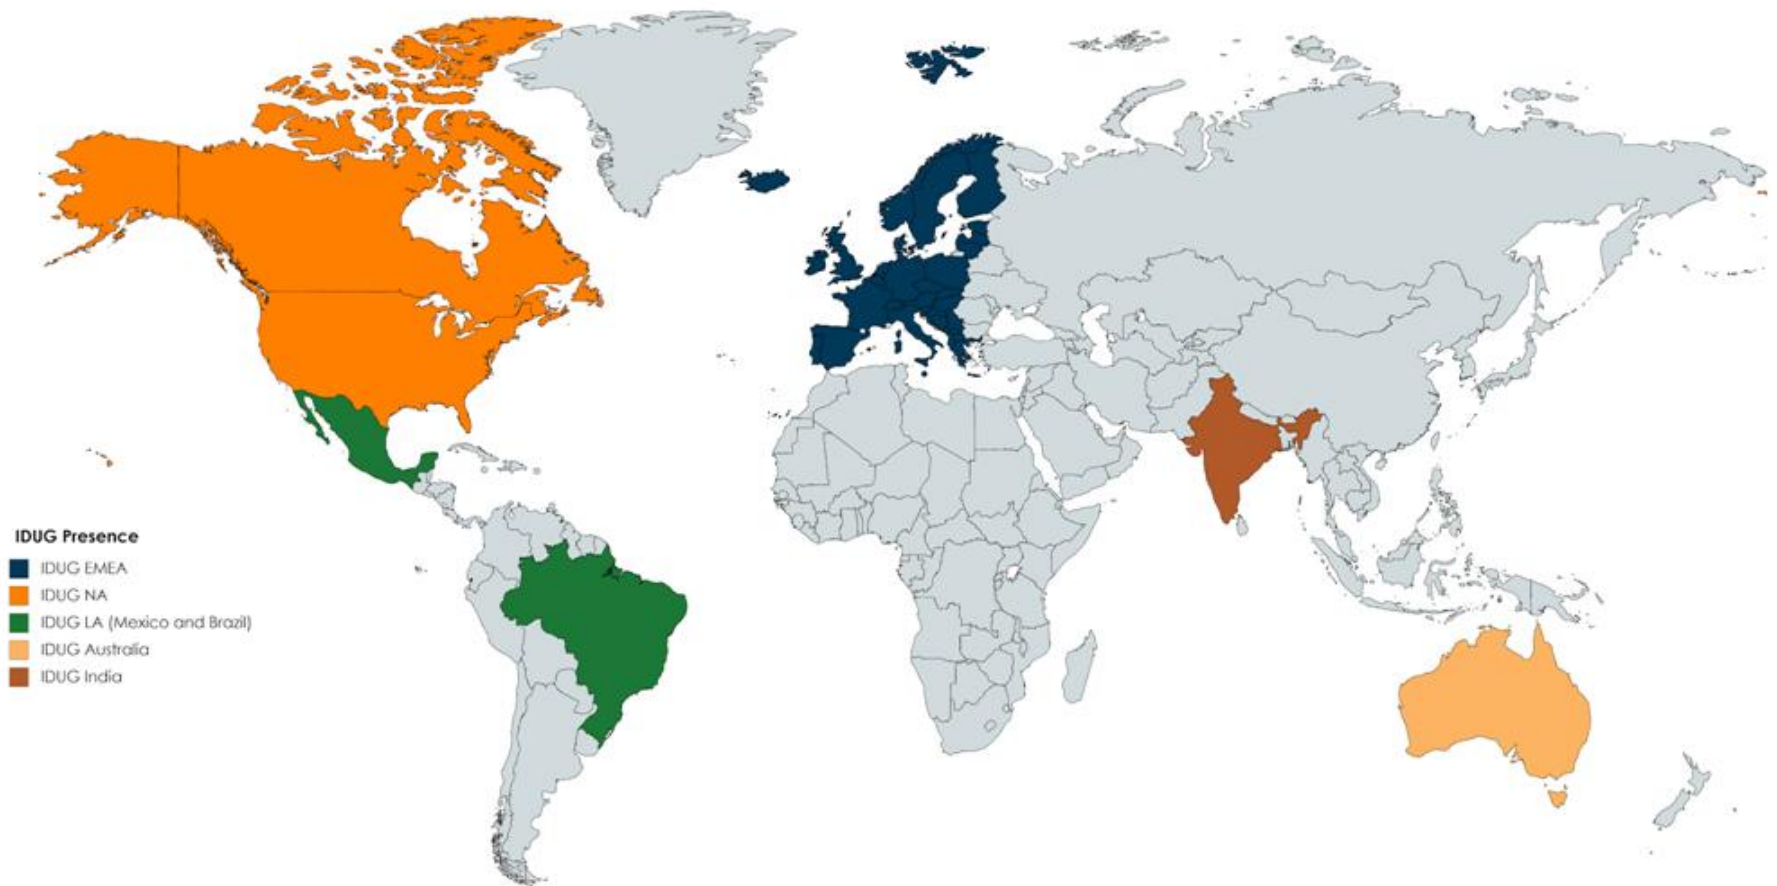 IDUG Presence
IDUG EMEA
IDUG NA
IDUG LA (Mexico and Brazil)
IDUG Australia
IDUG India